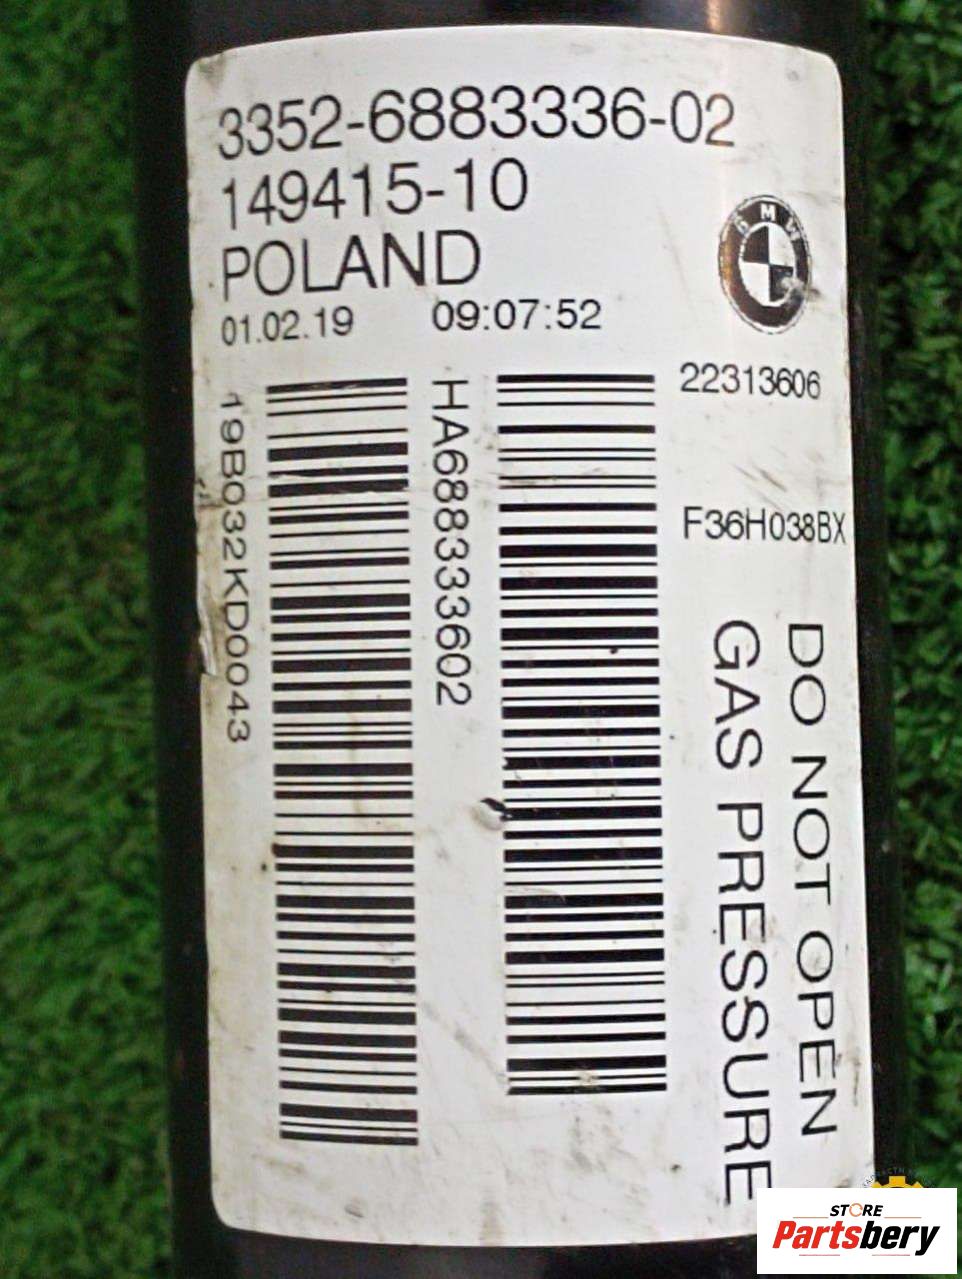 3352-6883336-02
149415-10
POLAND
01.02.19 09:07:52
BMW
22313606
F36H038BX
19B032KD0043
HA688333602
DO NOT OPEN
GAS PRESSURE
STORE
Partsbery